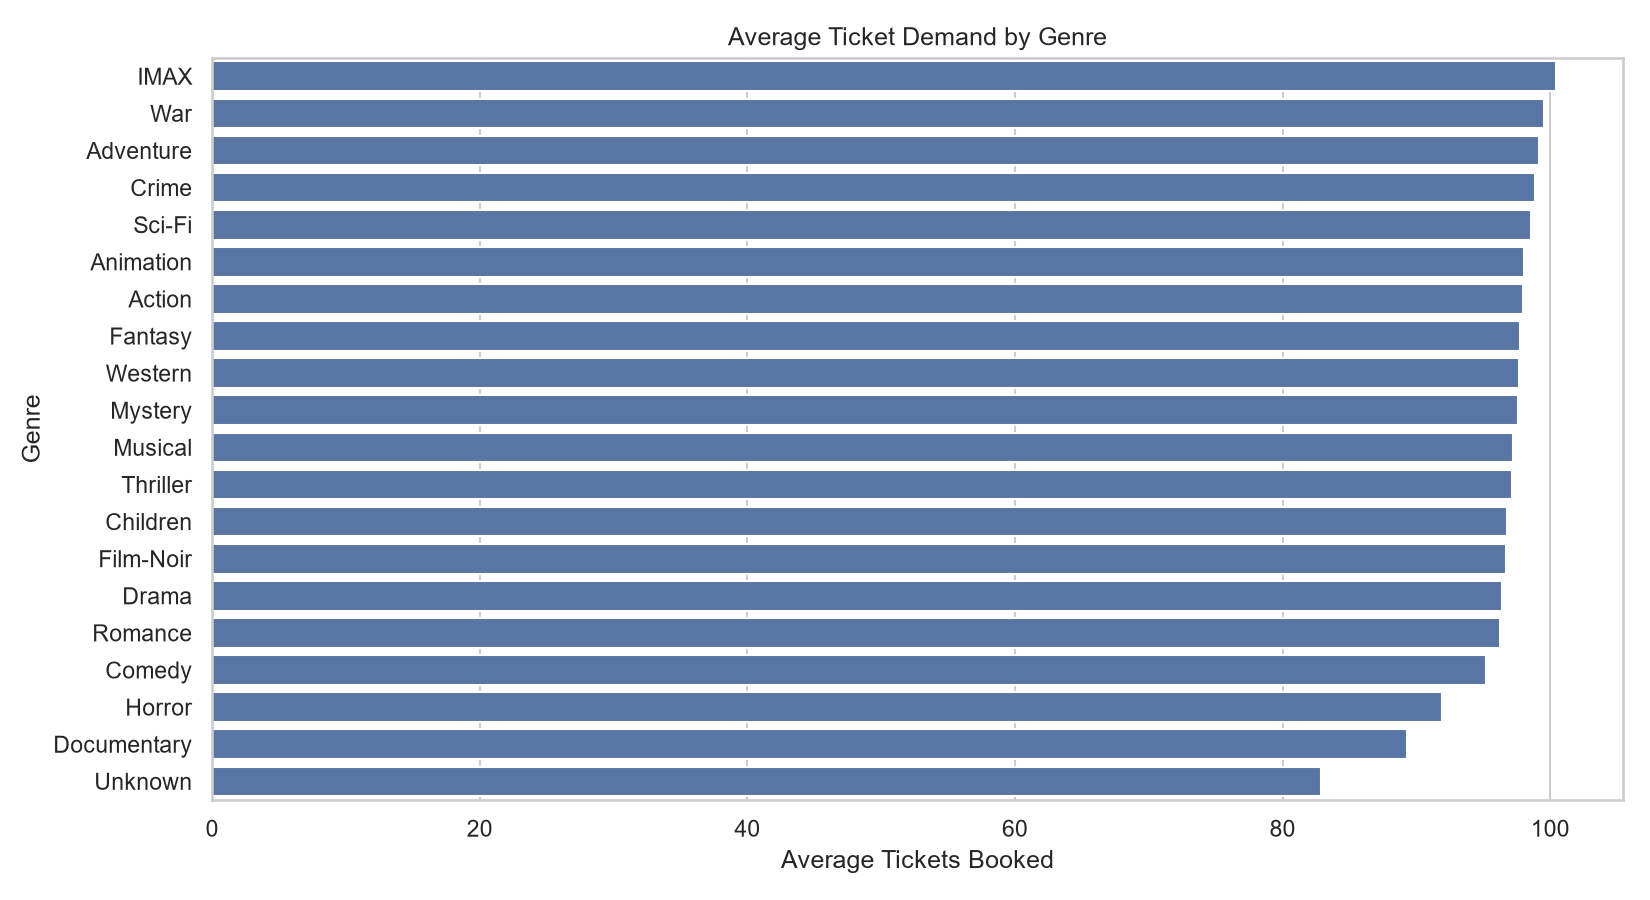 Average Ticket Demand by Genre
IMAX
War
Adventure
Crime
Sci-Fi
Animation
Action
Fantasy
Western
Mystery
Musical
Thriller
Children
Film-Noir
Drama
Romance
Comedy
Horror
Documentary
Unknown
Genre
0 20 40 60 80 100
Average Tickets Booked